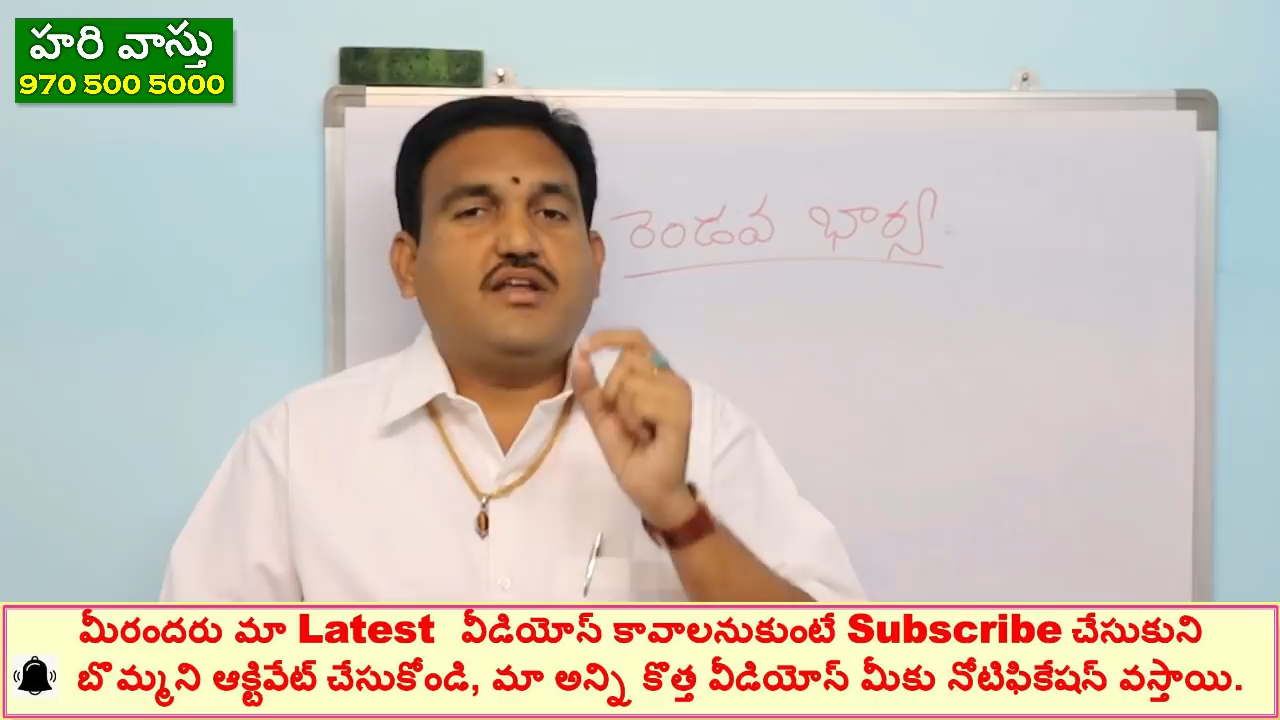 హరి వాస్తు
970 500 5000
రెండవ భార్య
మీరందరు మా Latest వీడియోస్ కావాలనుకుంటే Subscribe చేసుకుని
బొమ్మని ఆక్టివేట్ చేసుకోండి, మా అన్ని కొత్త వీడియోస్ మీకు నోటిఫికేషన్ వస్తాయి.